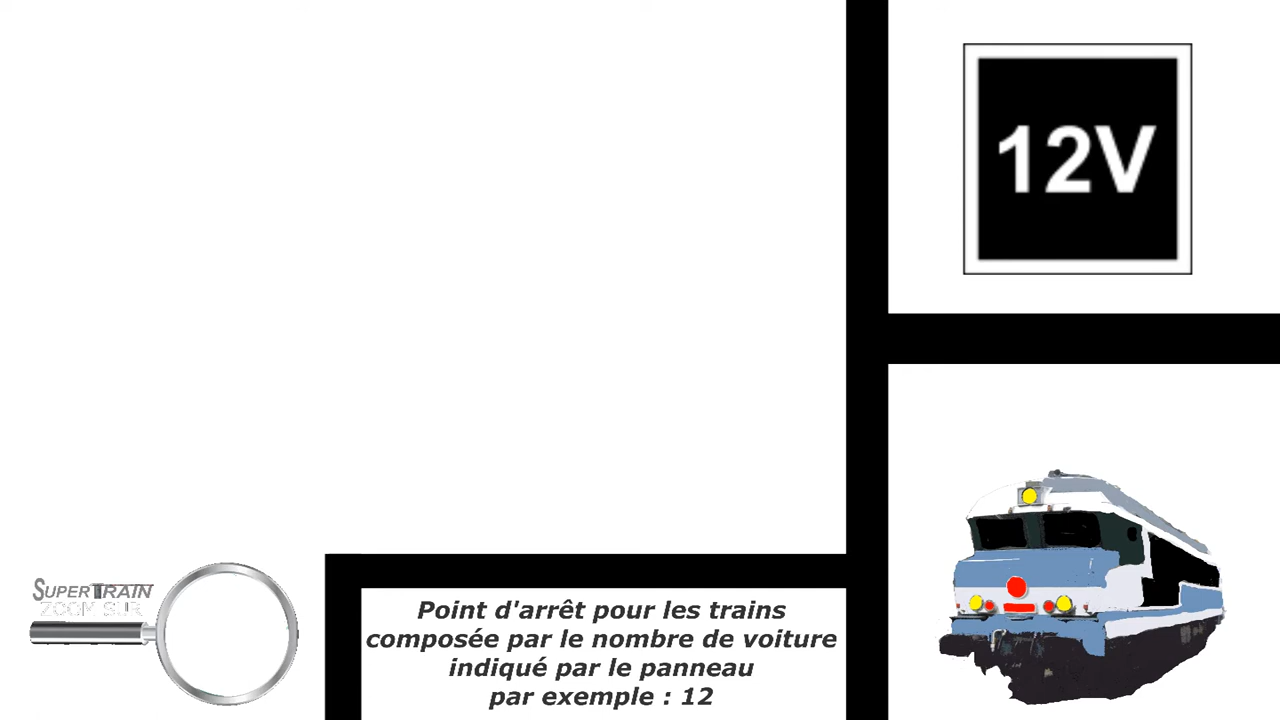 12V
SUPERTRAIN
ZOOM SUR
Point d'arrêt pour les trains
composée par le nombre de voiture
indiqué par le panneau
par exemple : 12